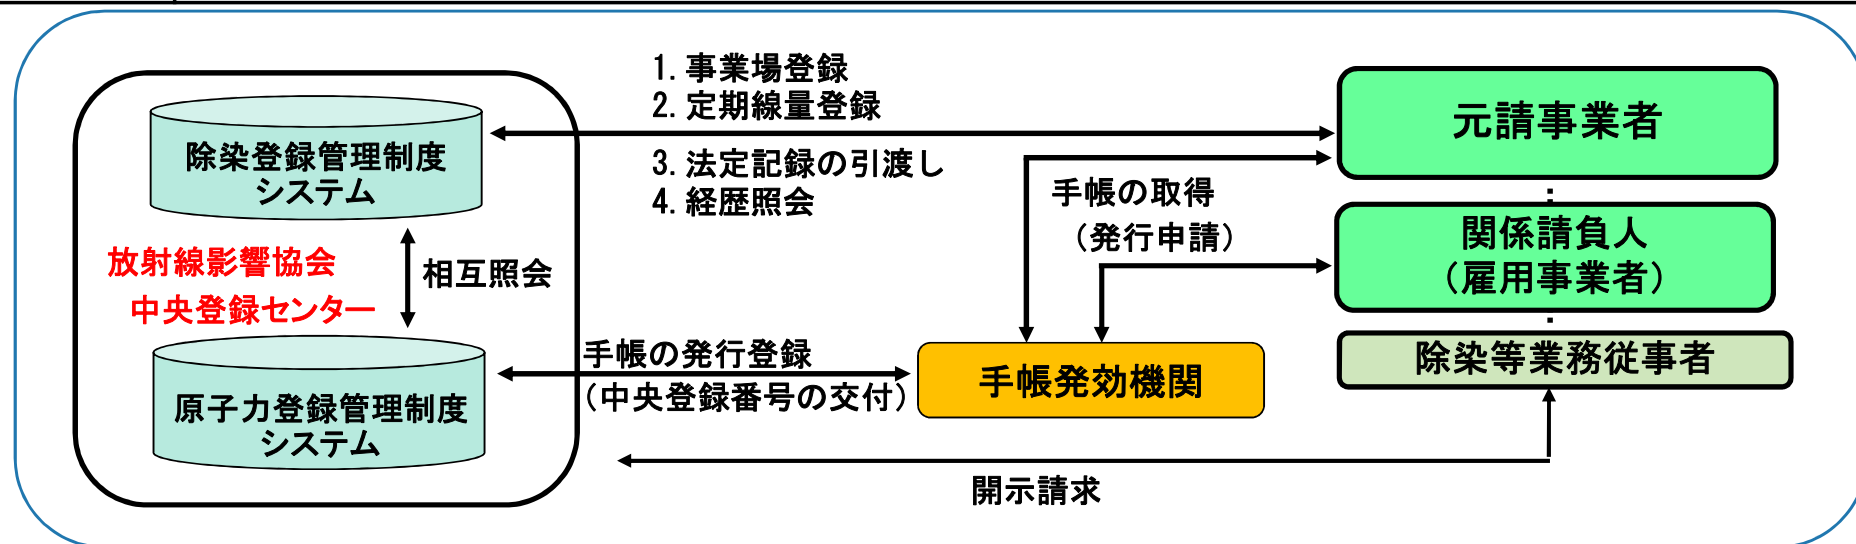 1. 事業場登録
2. 定期線量登録
3. 法定記録の引渡し
4. 経歴照会
除染登録管理制度
システム
放射線影響協会
中央登録センター
相互照会
原子力登録管理制度
システム
手帳の発行登録
（中央登録番号の交付）
手帳発効機関
手帳の取得
（発行申請）
元請事業者
関係請負人
（雇用事業者）
除染等業務従事者
開示請求